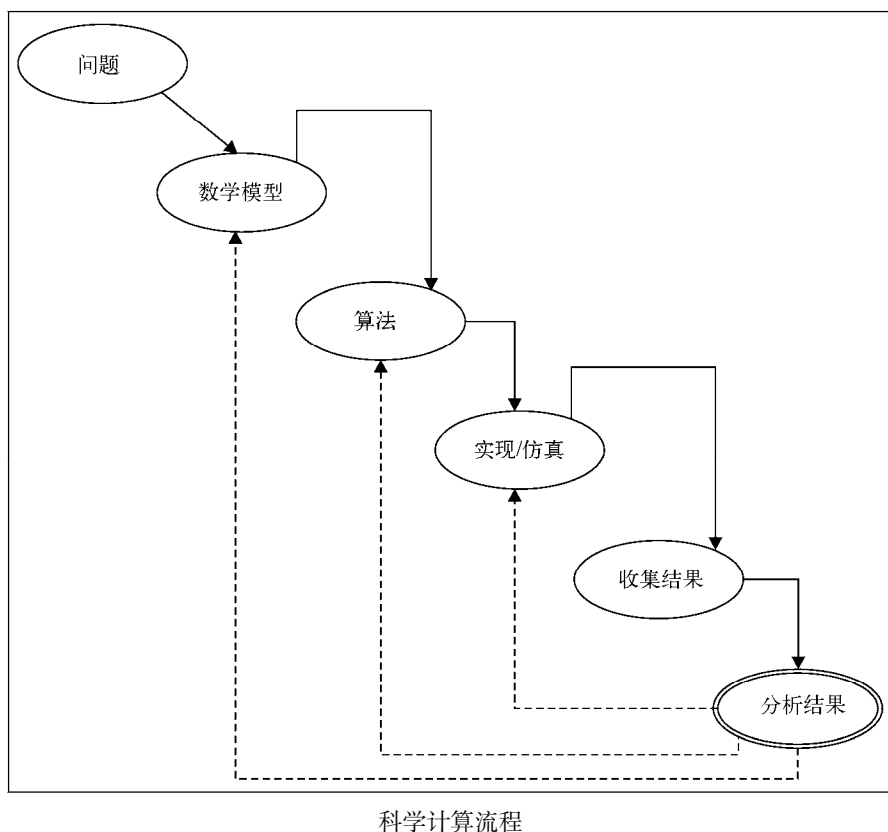 问题
数学模型
算法
实现/仿真
收集结果
分析结果
科学计算流程